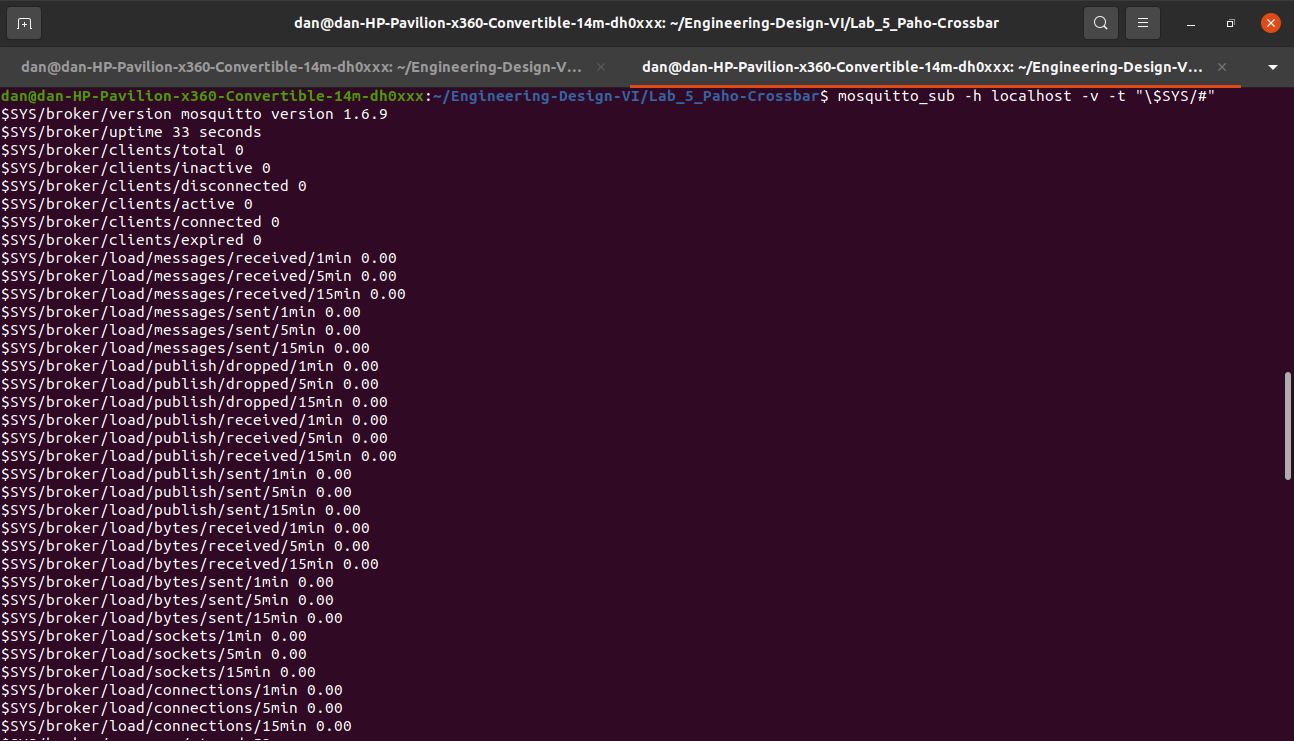 dan@dan-HP-Pavilion-x360-Convertible-14m-dh0xxx: ~/Engineering-Design-VI/Lab_5_Paho-Crossbar
dan@dan-HP-Pavilion-x360-Convertible-14m-dh0xxx: ~/Engineering-Design-V...
dan@dan-HP-Pavilion-x360-Convertible-14m-dh0xxx: ~/Engineering-Design-V...
dan@dan-HP-Pavilion-x360-Convertible-14m-dh0xxx:~/Engineering-Design-VI/Lab_5_Paho-Crossbar$ mosquitto_sub -h localhost -v -t "\$SYS/#"
$SYS/broker/version mosquitto version 1.6.9
$SYS/broker/uptime 33 seconds
$SYS/broker/clients/total 0
$SYS/broker/clients/inactive 0
$SYS/broker/clients/disconnected 0
$SYS/broker/clients/active 0
$SYS/broker/clients/connected 0
$SYS/broker/clients/expired 0
$SYS/broker/load/messages/received/1min 0.00
$SYS/broker/load/messages/received/5min 0.00
$SYS/broker/load/messages/received/15min 0.00
$SYS/broker/load/messages/sent/1min 0.00
$SYS/broker/load/messages/sent/5min 0.00
$SYS/broker/load/messages/sent/15min 0.00
$SYS/broker/load/publish/dropped/1min 0.00
$SYS/broker/load/publish/dropped/5min 0.00
$SYS/broker/load/publish/dropped/15min 0.00
$SYS/broker/load/publish/received/1min 0.00
$SYS/broker/load/publish/received/5min 0.00
$SYS/broker/load/publish/received/15min 0.00
$SYS/broker/load/publish/sent/1min 0.00
$SYS/broker/load/publish/sent/5min 0.00
$SYS/broker/load/publish/sent/15min 0.00
$SYS/broker/load/bytes/received/1min 0.00
$SYS/broker/load/bytes/received/5min 0.00
$SYS/broker/load/bytes/received/15min 0.00
$SYS/broker/load/bytes/sent/1min 0.00
$SYS/broker/load/bytes/sent/5min 0.00
$SYS/broker/load/bytes/sent/15min 0.00
$SYS/broker/load/sockets/1min 0.00
$SYS/broker/load/sockets/5min 0.00
$SYS/broker/load/sockets/15min 0.00
$SYS/broker/load/connections/1min 0.00
$SYS/broker/load/connections/5min 0.00
$SYS/broker/load/connections/15min 0.00